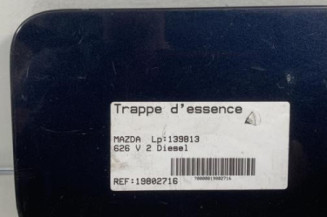 Trappe d'essence
MAZDA Lp:139813
626 V 2 Diesel
REF:19802716